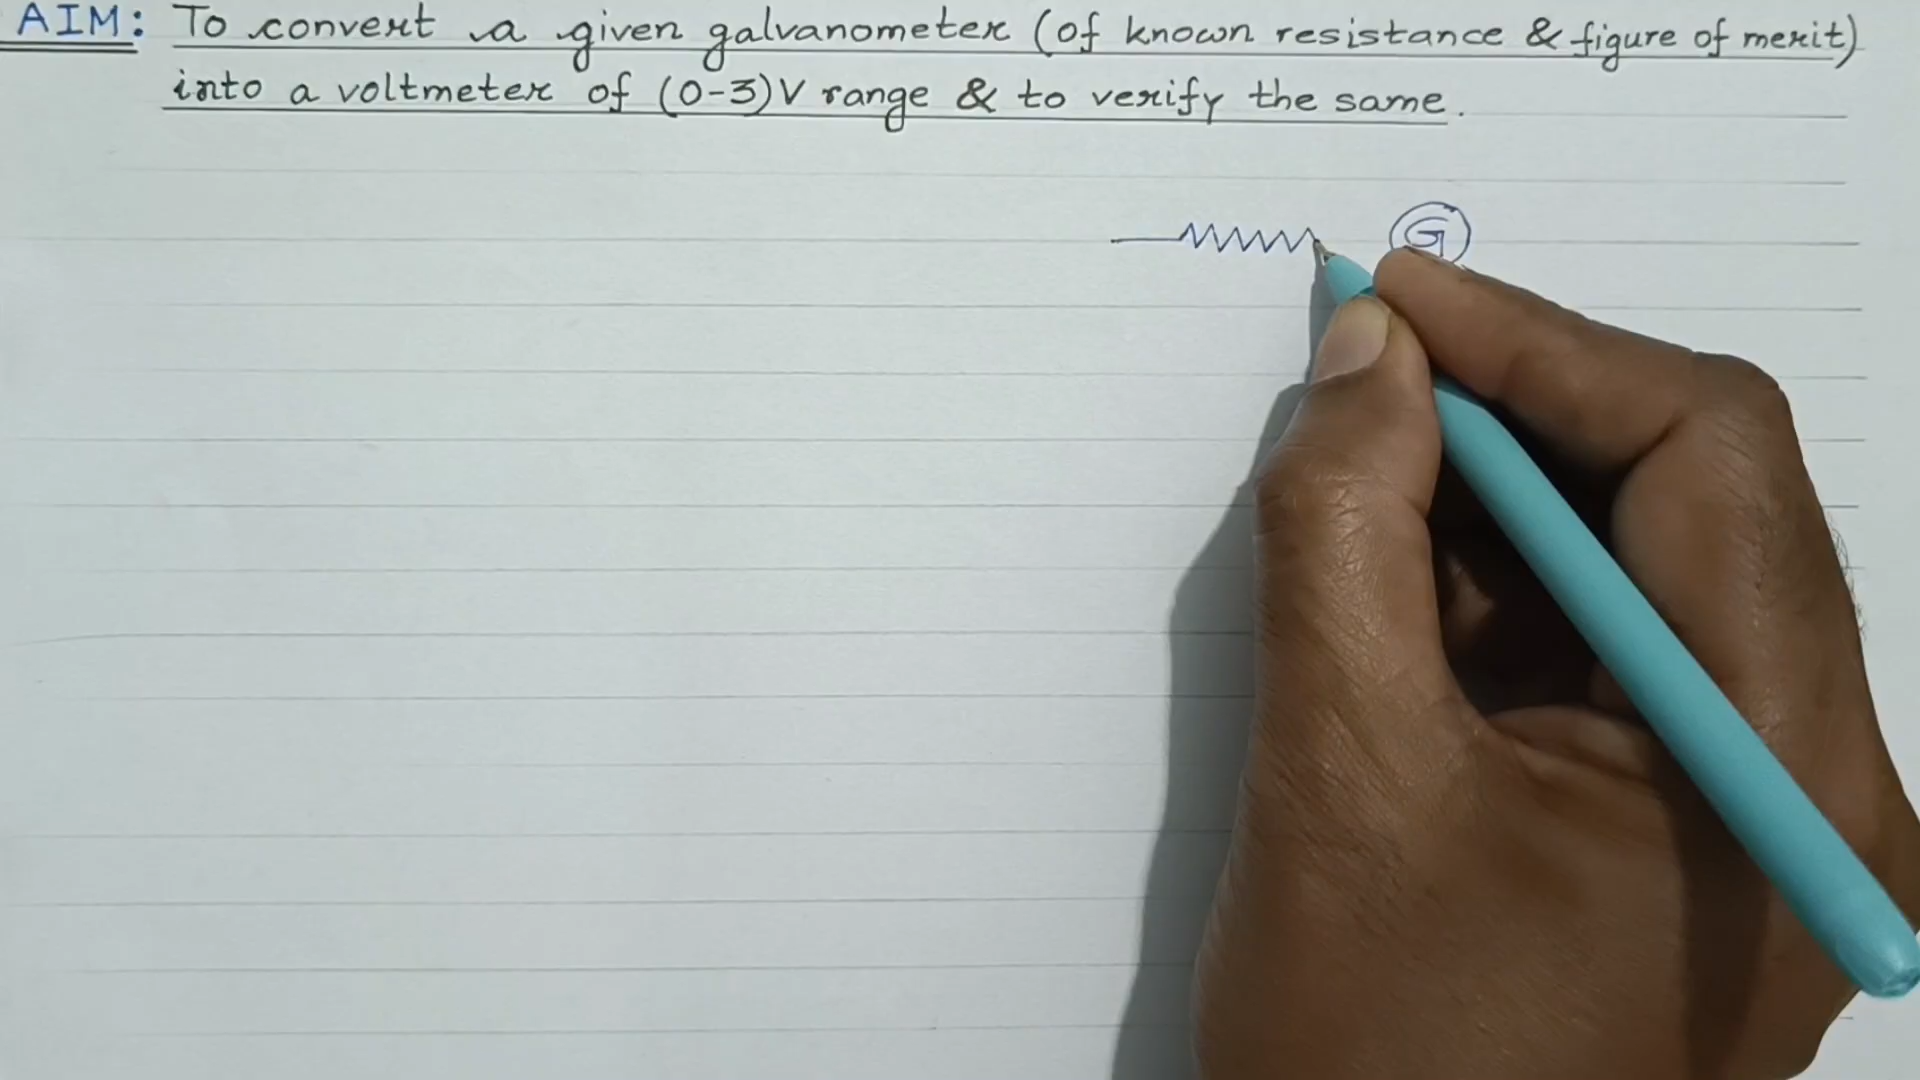 AIM: To convert a given galvanometer (of known resistance & figure of merit)
into a voltmeter of (0-3)V range & to verify the same.
G